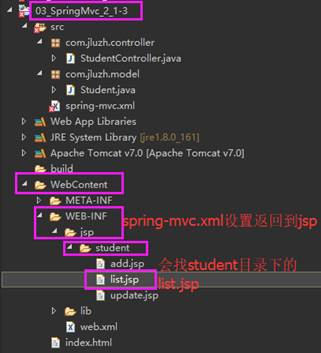 03_SpringMvc_2_1-3
src
com.jluzh.controller
StudentController.java
com.jluzh.model
Student.java
spring-mvc.xml
Web App Libraries
JRE System Library [jre1.8.0_161]
Apache Tomcat v7.0 [Apache Tomcat v7.0]
build
WebContent
META-INF
WEB-INF
spring-mvc.xml设置返回到jsp
jsp
student
会找student目录下的
add.jsp
list.jsp
list.jsp
update.jsp
lib
web.xml
index.html